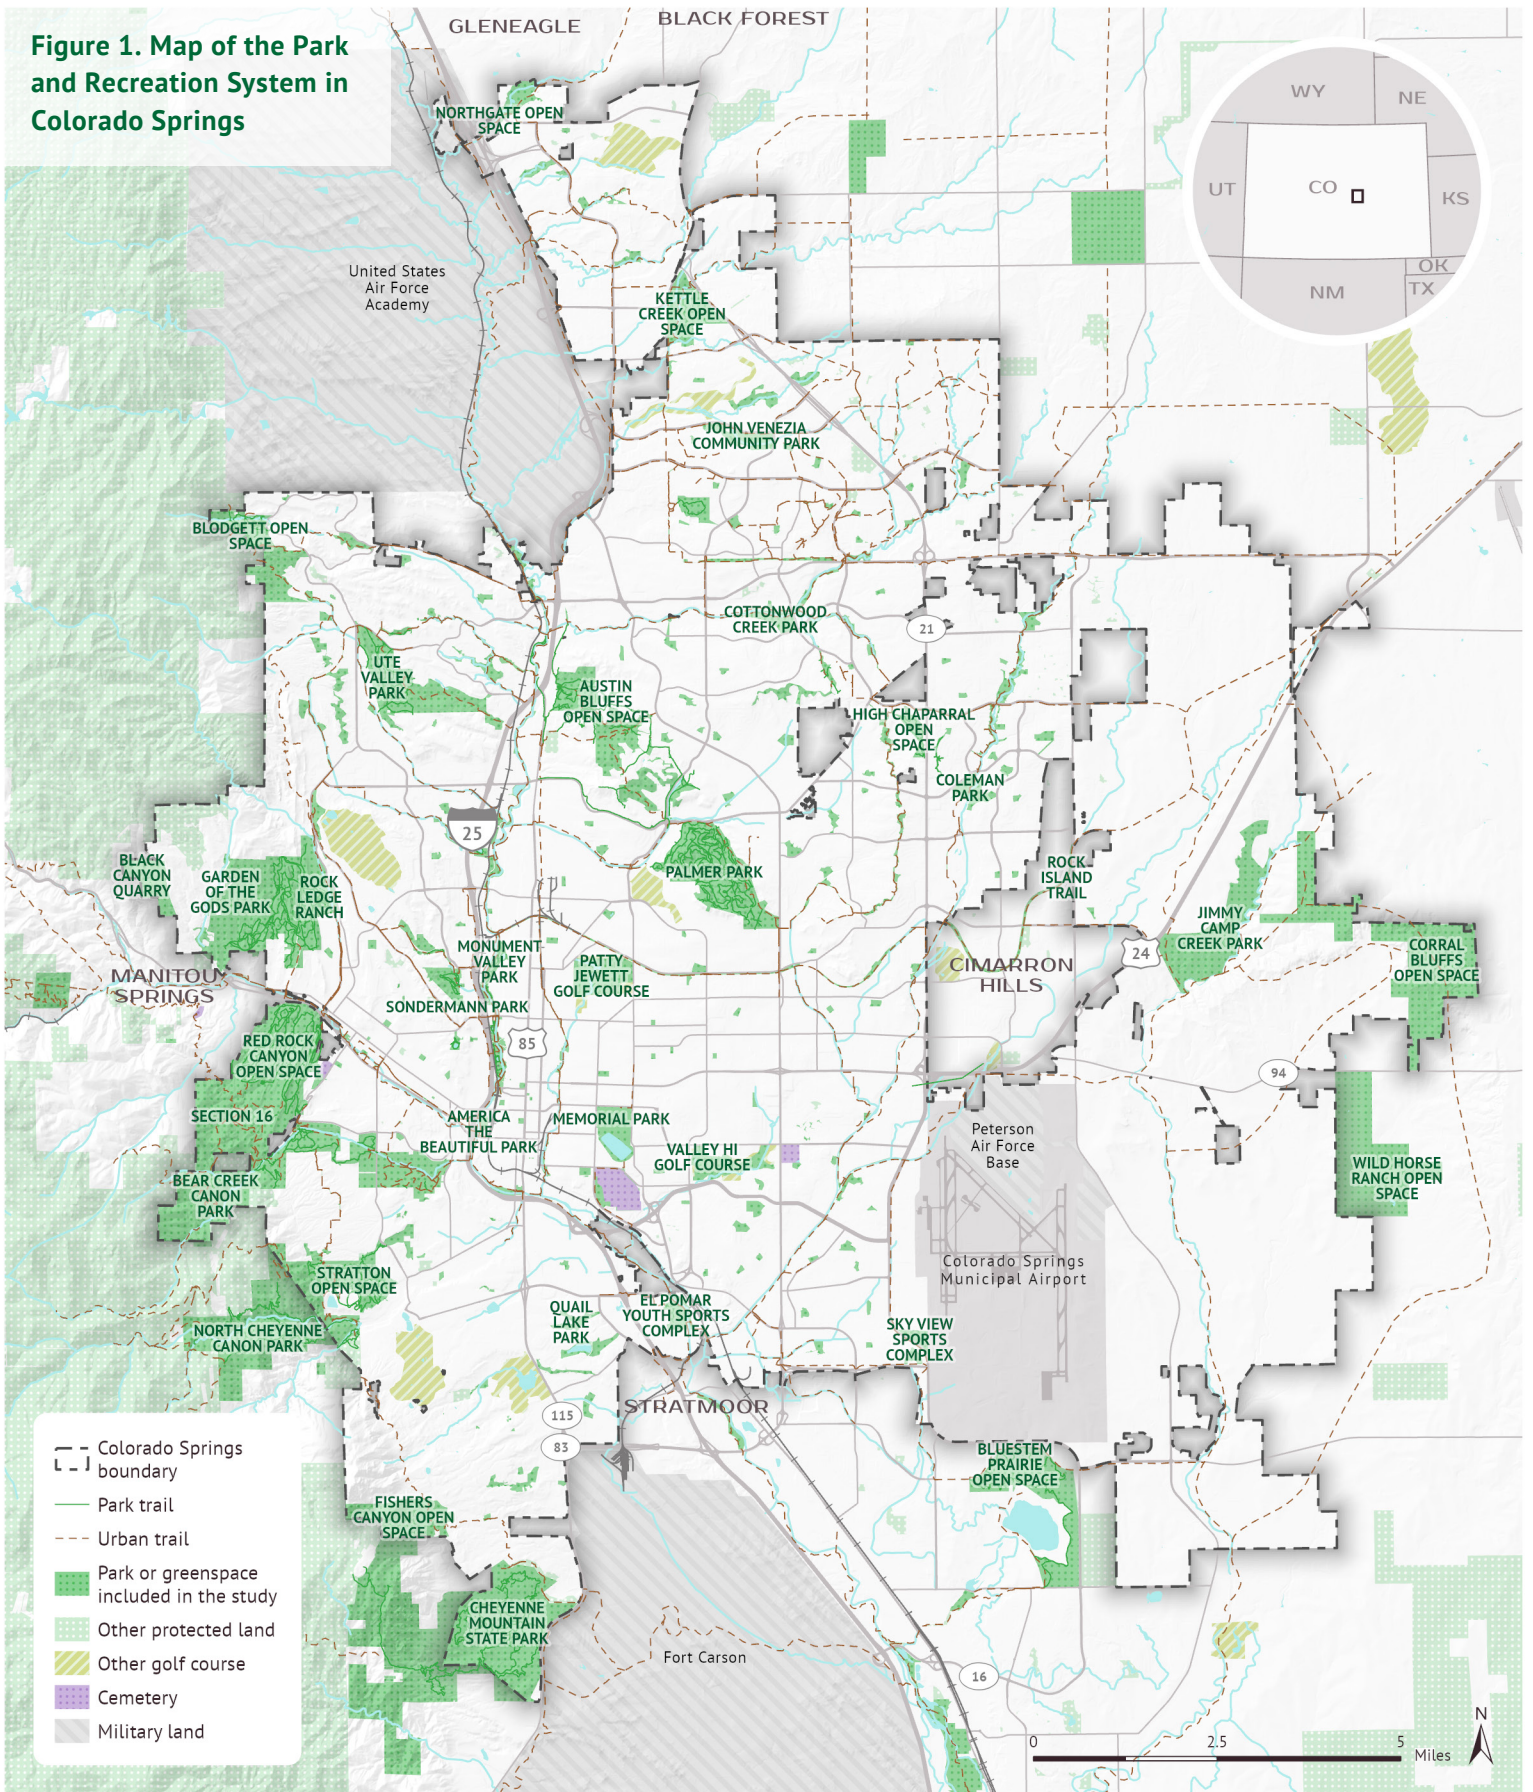 Figure 1. Map of the Park
and Recreation System in
Colorado Springs
GLENEAGLE
BLACK FOREST
WY
NE
UT
CO
KS
NM
OK
TX
NORTHGATE OPEN
SPACE
United States
Air Force
Academy
KETTLE
CREEK OPEN
SPACE
JOHN VENEZIA
COMMUNITY PARK
BLODGETT OPEN
SPACE
COTTONWOOD
CREEK PARK
21
UTE
VALLEY
PARK
AUSTIN
BLUFFS
OPEN SPACE
HIGH CHAPARRAL
OPEN
SPACE
COLEMAN
PARK
25
BLACK
CANYON
QUARRY
GARDEN
OF THE
GODS PARK
ROCK
LEDGE
RANCH
PALMER PARK
ROCK
ISLAND
TRAIL
JIMMY
CAMP
CREEK PARK
MONUMENT
VALLEY
PARK
PATTY
JEWETT
GOLF COURSE
CIMARRON
HILLS
24
CORRAL
BLUFFS
OPEN SPACE
MANITOU
SPRINGS
SONDERMANN PARK
RED ROCK
CANYON
OPEN SPACE
85
94
SECTION 16
AMERICA
THE
BEAUTIFUL PARK
MEMORIAL PARK
VALLEY HI
GOLF COURSE
Peterson
Air Force
Base
WILD HORSE
RANCH OPEN
SPACE
BEAR CREEK
CANON
PARK
Colorado Springs
Municipal Airport
STRATTON
OPEN SPACE
QUAIL
LAKE
PARK
EL POMAR
YOUTH SPORTS
COMPLEX
SKY VIEW
SPORTS
COMPLEX
NORTH CHEYENNE
CANON PARK
STRATMOOR
115
83
BLUESTEM
PRAIRIE
OPEN SPACE
FISHERS
CANYON OPEN
SPACE
CHEYENNE
MOUNTAIN
STATE PARK
Fort Carson
16
Colorado Springs
boundary
Park trail
Urban trail
Park or greenspace
included in the study
Other protected land
Other golf course
Cemetery
Military land
N
0
2.5
5
Miles